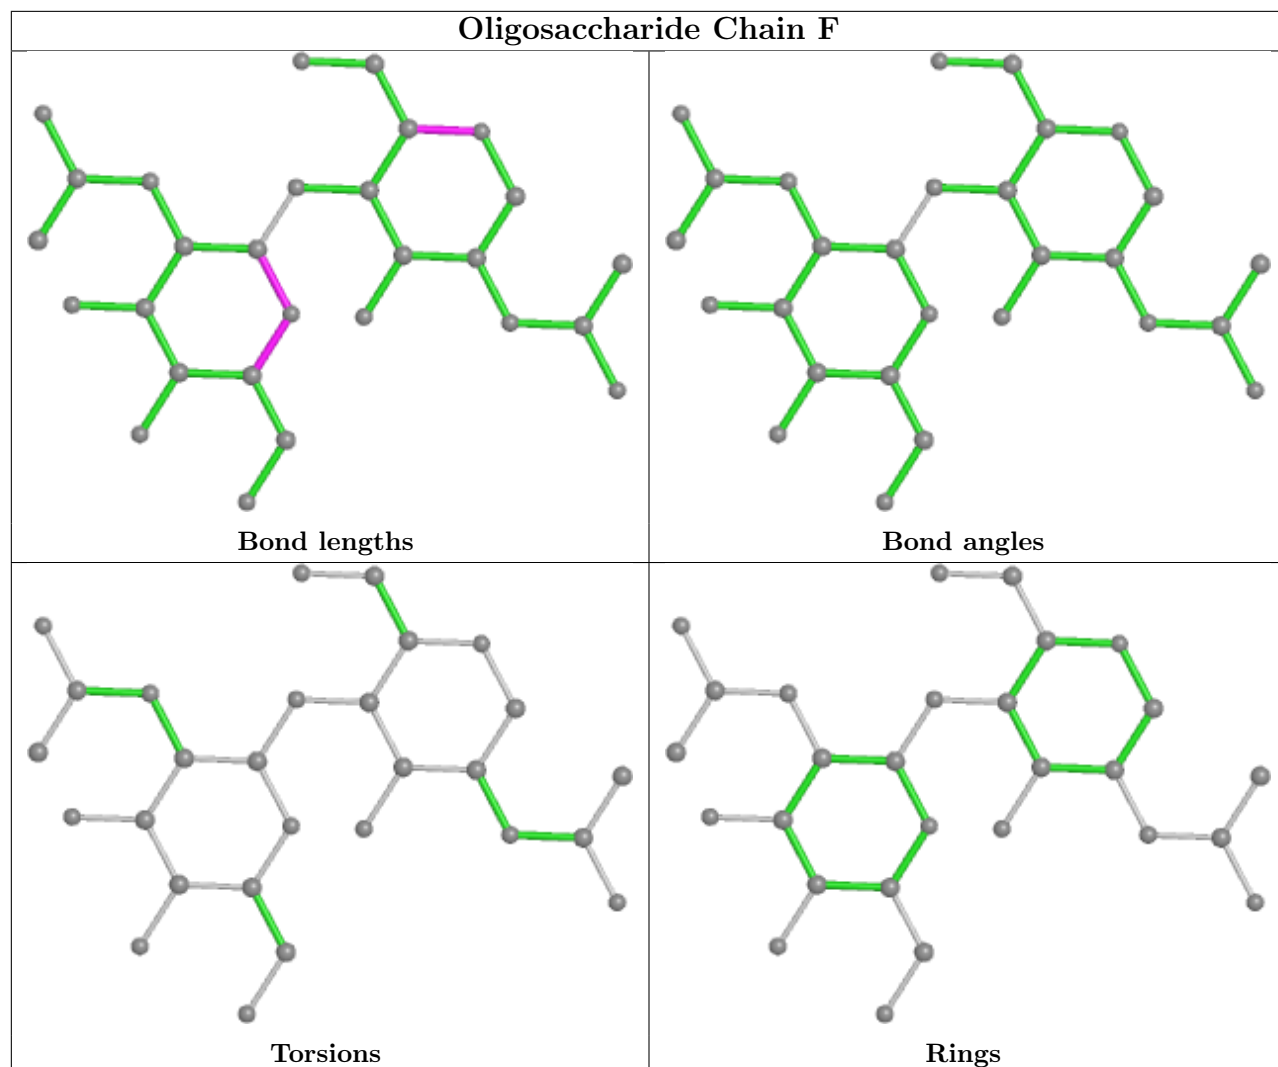 Oligosaccharide Chain F
Bond lengths
Bond angles
Torsions
Rings